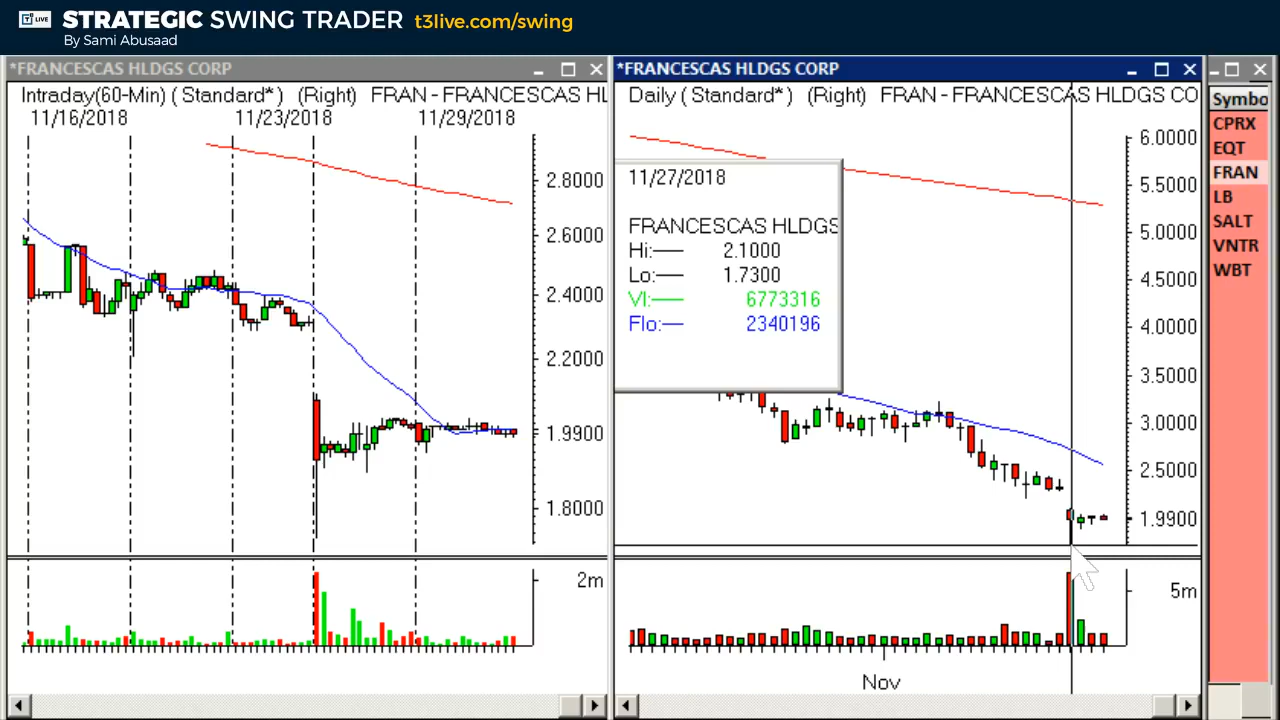 T3 LIVE STRATEGIC SWING TRADER t3live.com/swing
By Sami Abusaad
*FRANCESCAS HLDGS CORP
Intraday(60-Min) (Standard*) (Right) FRAN - FRANCESCAS HL
11/16/2018 11/23/2018 11/29/2018
2.8000
2.6000
2.4000
2.2000
1.9900
1.8000
2m
*FRANCESCAS HLDGS CORP
Daily (Standard*) (Right) FRAN - FRANCESCAS HLDGS CO
11/27/2018
FRANCESCAS HLDGS
Hi: 2.1000
Lo: 1.7300
Vl: 6773316
Flo: 2340196
6.0000
5.5000
5.0000
4.5000
4.0000
3.5000
3.0000
2.5000
1.9900
5m
Nov
Symbo
CPRX
EQT
FRAN
LB
SALT
VNTR
WBT